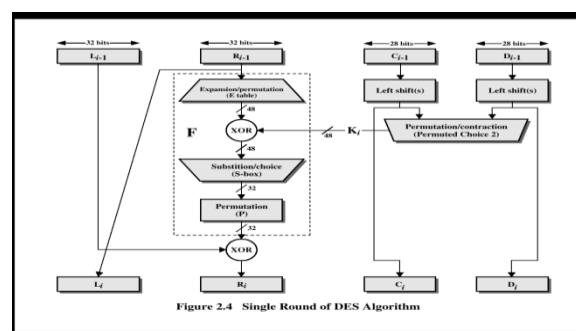 32 bits 32 bits 28 bits 28 bits
Li-1 Ri-1 Ci-1 Di-1
Expansion/permutation
(E table)
Left shift(s) Left shift(s)
48
F XOR 48 Ki
Permutation/contraction
(Permuted Choice 2)
48
Substition/choice
(S-box)
32
Permutation
(P)
32
XOR
Li Ri Ci Di
Figure 2.4 Single Round of DES Algorithm